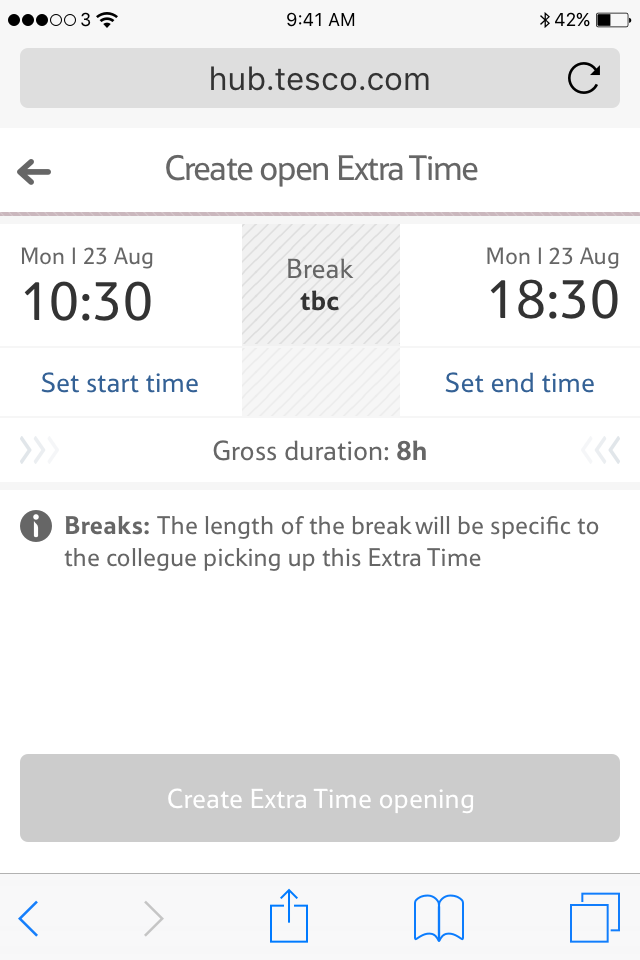 3 9:41 AM 42%
hub.tesco.com
Create open Extra Time
Mon | 23 Aug
10:30
Break
tbc
Mon | 23 Aug
18:30
Set start time
Set end time
Gross duration: 8h
Breaks: The length of the break will be specific to
the collegue picking up this Extra Time
Create Extra Time opening